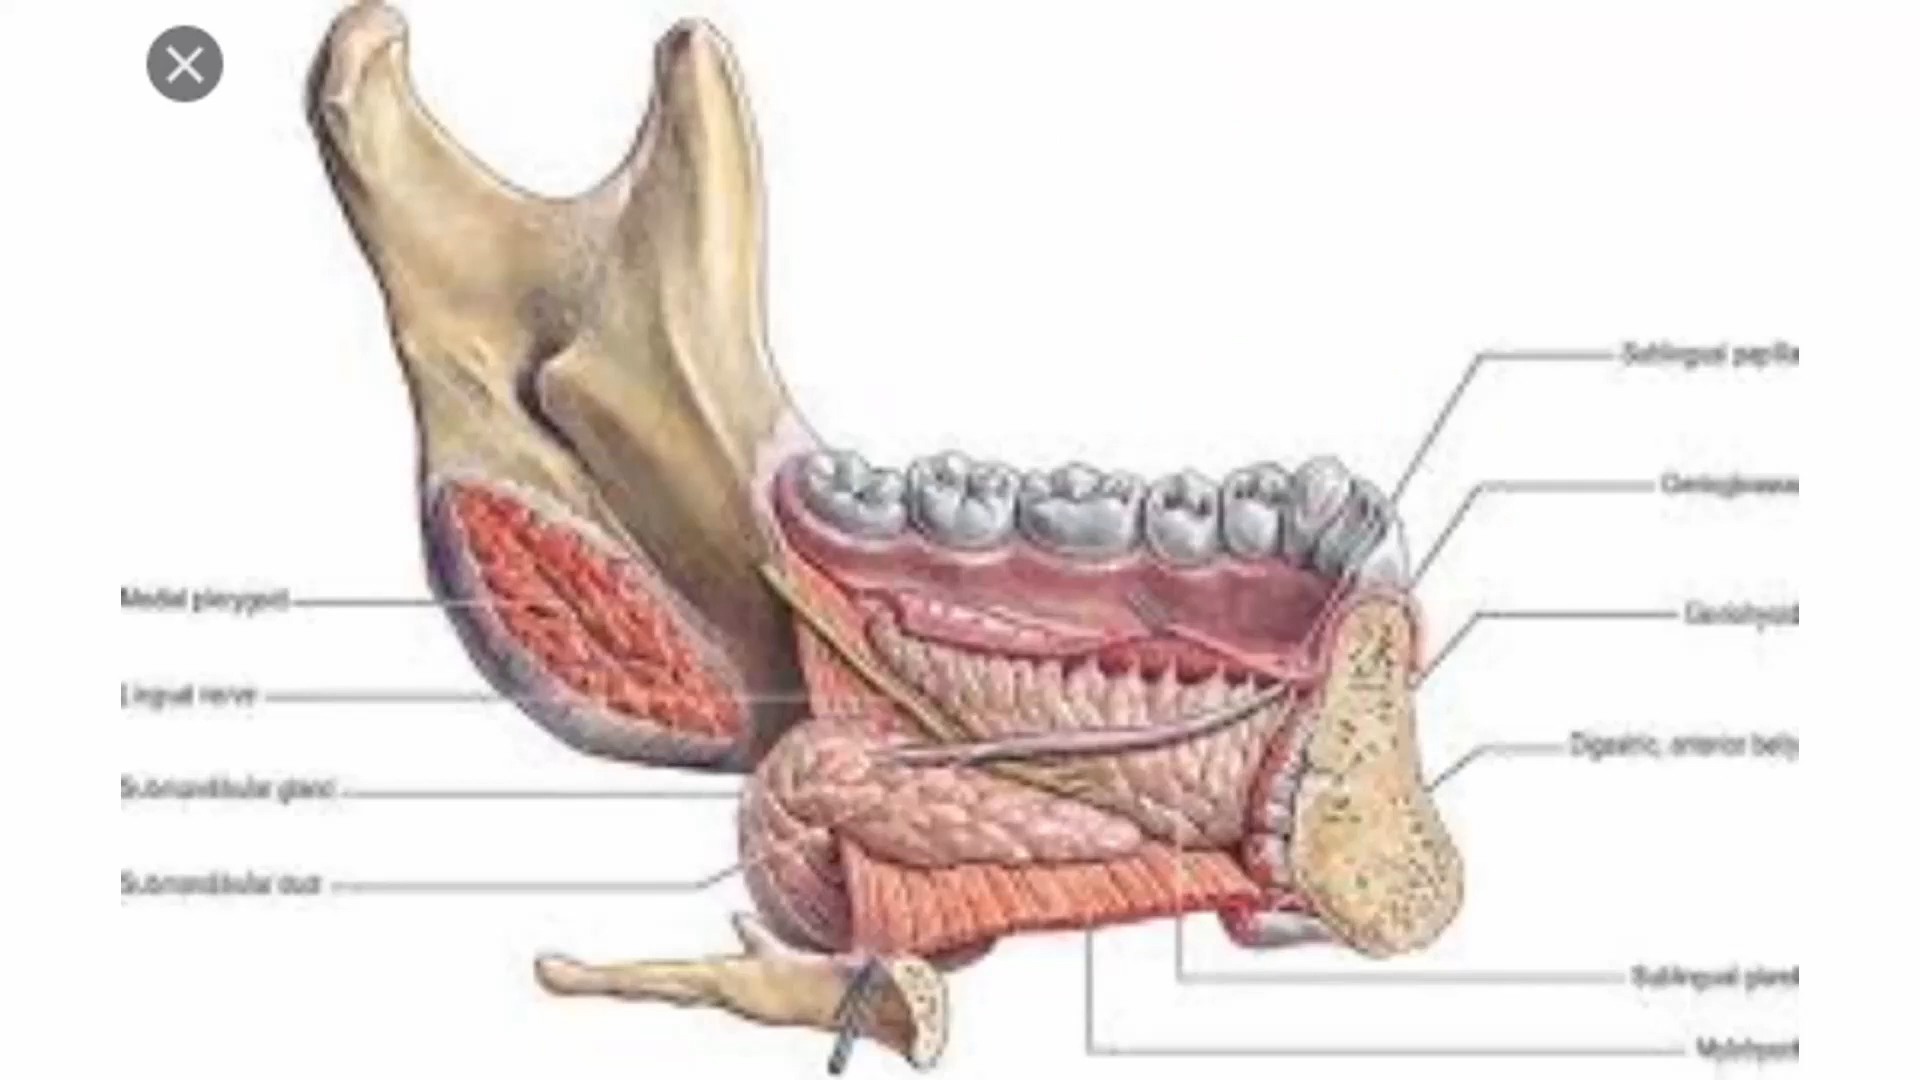 Sublingual papilla
Genioglossus
Geniohyoid
Medial pterygoid
Lingual nerve
Digastric, anterior belly
Submandibular gland
Submandibular duct
Sublingual gland
Mylohyoid